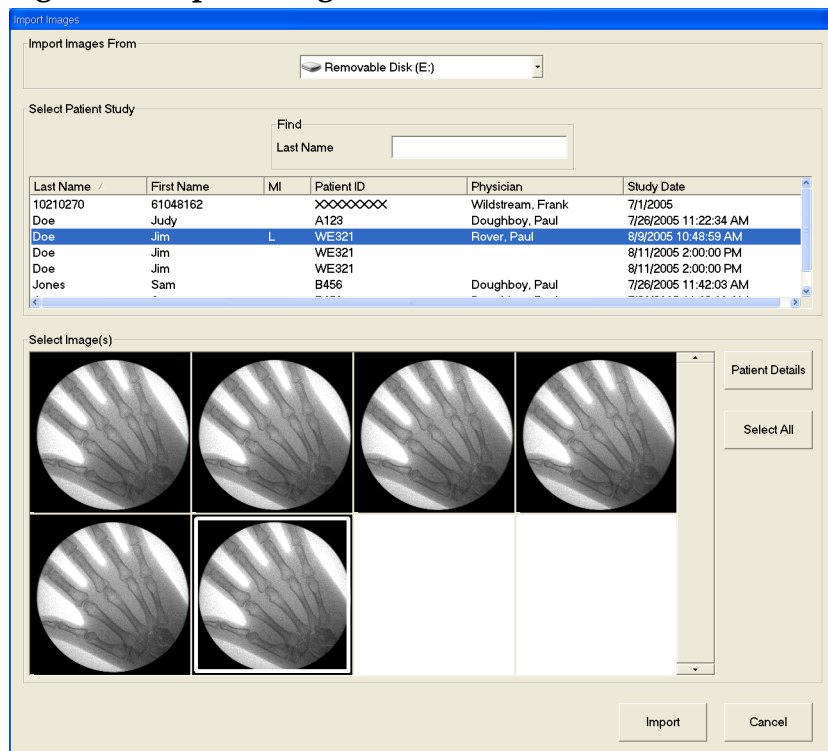 Import Images
Import Images From
Removable Disk (E:)
Select Patient Study
Find
Last Name
Last Name First Name MI Patient ID Physician Study Date
10210270 61048162 XXXXXXXXX Wildstream, Frank 7/1/2005
Doe Judy A123 Doughboy, Paul 7/26/2005 11:22:34 AM
Doe Jim L WE321 Rover, Paul 8/9/2005 10:48:59 AM
Doe Jim WE321 8/11/2005 2:00:00 PM
Doe Jim WE321 8/11/2005 2:00:00 PM
Jones Sam B456 Doughboy, Paul 7/26/2005 11:42:03 AM
Select Image(s)
Patient Details
Select All
Import Cancel